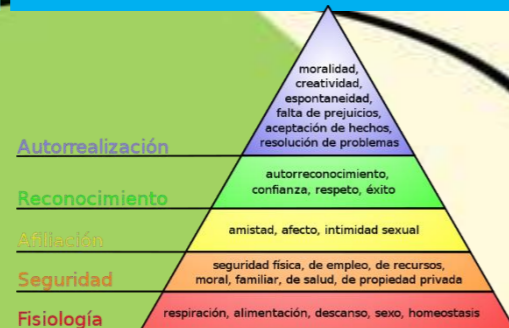 moralidad,
creatividad,
espontaneidad,
falta de prejuicios,
aceptación de hechos,
resolución de problemas
Autorrealización
autorreconocimiento,
confianza, respeto, éxito
Reconocimiento
amistad, afecto, intimidad sexual
Afiliación
seguridad física, de empleo, de recursos,
moral, familiar, de salud, de propiedad privada
Seguridad
respiración, alimentación, descanso, sexo, homeostasis
Fisiología